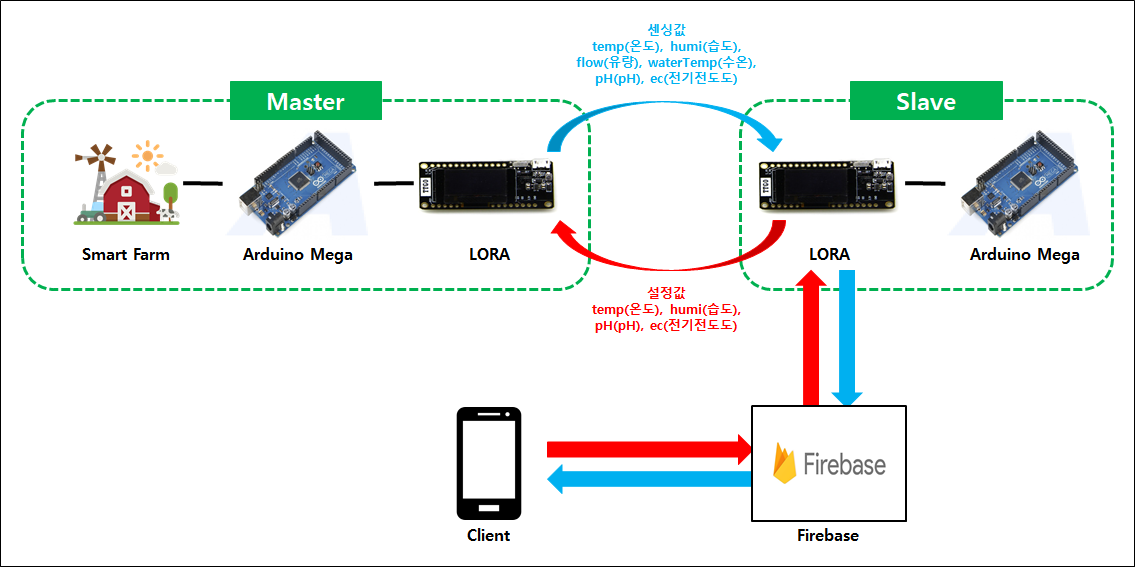 센싱값
temp(온도), humi(습도),
flow(유량), waterTemp(수온),
pH(pH), ec(전기전도도)
Master
Slave
TTGO
TTGO
Smart Farm
Arduino Mega
LORA
LORA
Arduino Mega
설정값
temp(온도), humi(습도),
pH(pH), ec(전기전도도)
Firebase
Client
Firebase